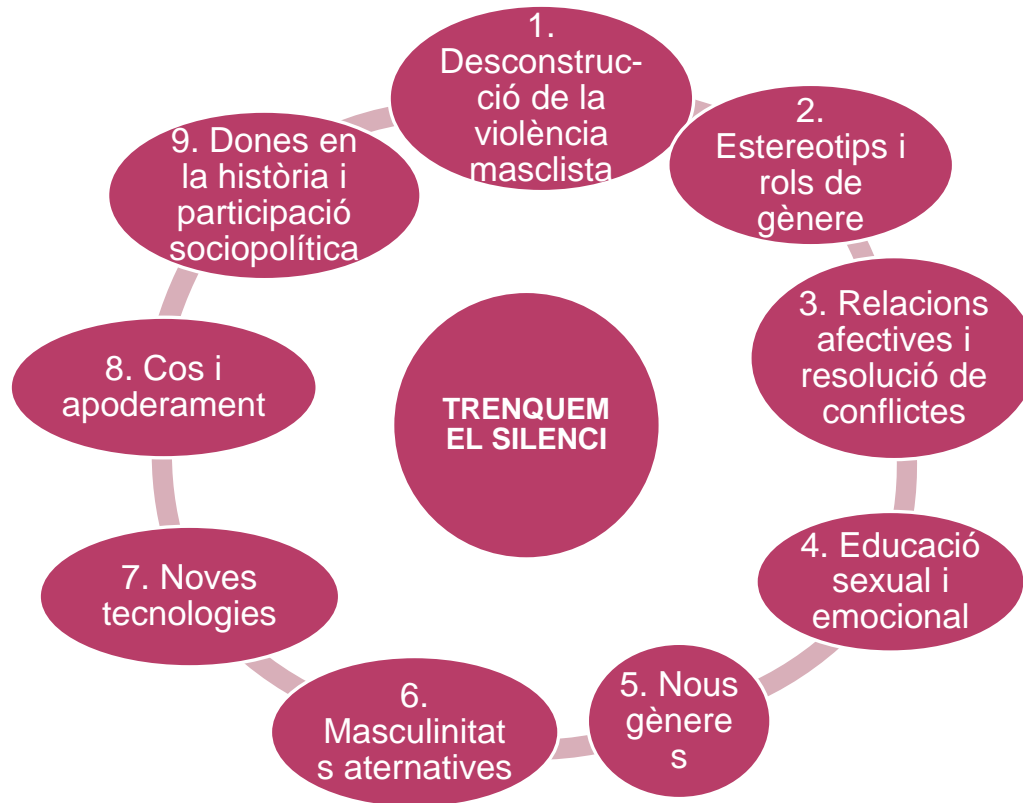 1.
Desconstruc-
ció de la
violència
masclista
2.
Estereotips i
rols de
gènere
3. Relacions
afectives i
resolució de
conflictes
4. Educació
sexual i
emocional
5. Nous
gènere
s
6.
Masculinitat
s aternatives
7. Noves
tecnologies
8. Cos i
apoderament
9. Dones en
la història i
participació
sociopolítica
TRENQUEM
EL SILENCI